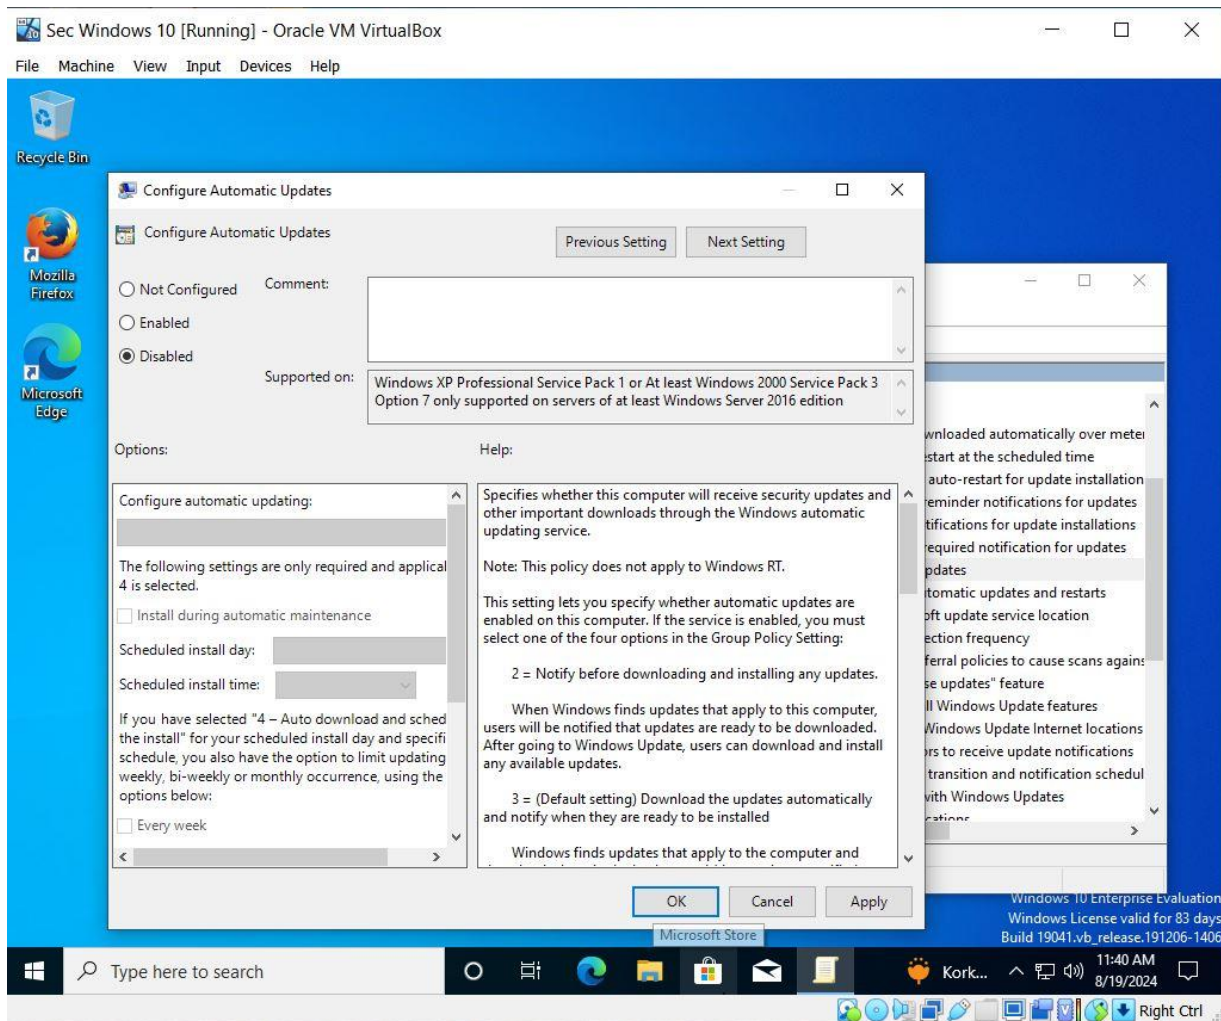 Sec Windows 10 [Running] - Oracle VM VirtualBox
File Machine View Input Devices Help
Recycle Bin
Mozilla
Firefox
Microsoft
Edge
Configure Automatic Updates
Configure Automatic Updates
Previous Setting
Next Setting
Not Configured
Enabled
Disabled
Comment:
Supported on:
Windows XP Professional Service Pack 1 or At least Windows 2000 Service Pack 3
Option 7 only supported on servers of at least Windows Server 2016 edition
Options:
Help:
Configure automatic updating:
The following settings are only required and applical
4 is selected.
Install during automatic maintenance
Scheduled install day:
Scheduled install time:
If you have selected "4 – Auto download and sched
the install" for your scheduled install day and specifi
schedule, you also have the option to limit updating
weekly, bi-weekly or monthly occurrence, using the
options below:
Every week
Specifies whether this computer will receive security updates and
other important downloads through the Windows automatic
updating service.
Note: This policy does not apply to Windows RT.
This setting lets you specify whether automatic updates are
enabled on this computer. If the service is enabled, you must
select one of the four options in the Group Policy Setting:
2 = Notify before downloading and installing any updates.
When Windows finds updates that apply to this computer,
users will be notified that updates are ready to be downloaded.
After going to Windows Update, users can download and install
any available updates.
3 = (Default setting) Download the updates automatically
and notify when they are ready to be installed
Windows finds updates that apply to the computer and
OK
Cancel
Apply
Microsoft Store
wnloaded automatically over meter
estart at the scheduled time
auto-restart for update installation
reminder notifications for updates
tifications for update installations
required notification for updates
pdates
utomatic updates and restarts
oft update service location
ection frequency
ferral policies to cause scans agains
se updates" feature
ll Windows Update features
Windows Update Internet locations
ors to receive update notifications
transition and notification schedul
with Windows Updates
cations
Windows 10 Enterprise Evaluation
Windows License valid for 83 days
Build 19041.vb_release.191206-1406
Type here to search
Kork...
11:40 AM
8/19/2024
Right Ctrl